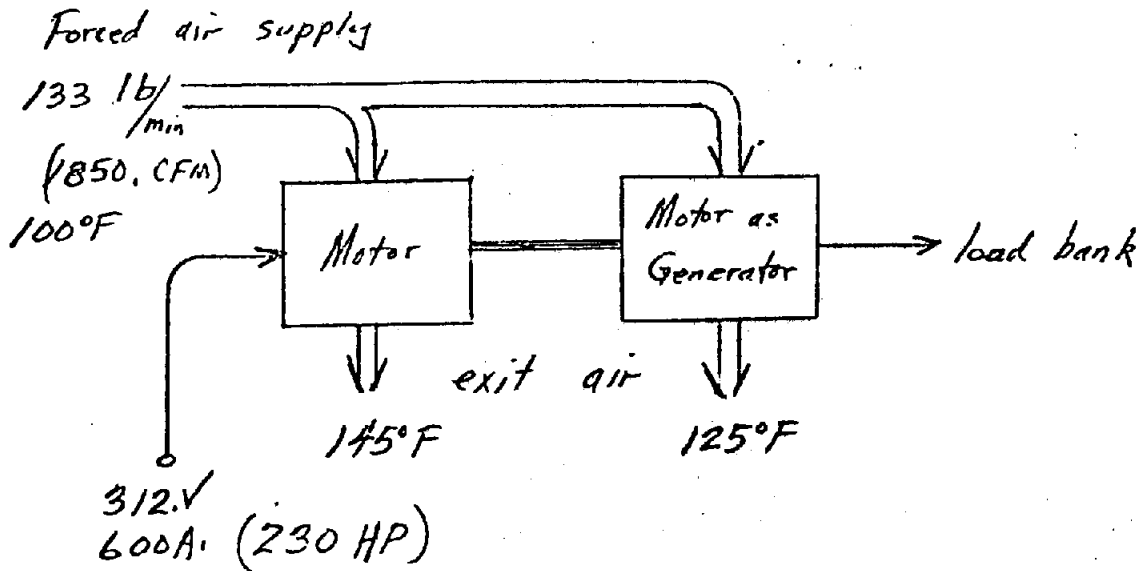 Forced air supply
133 lb/min
(1850. CFM)
100°F
Motor
Motor as
Generator
load bank
exit air
145°F
125°F
312.V
600A. (230 HP)